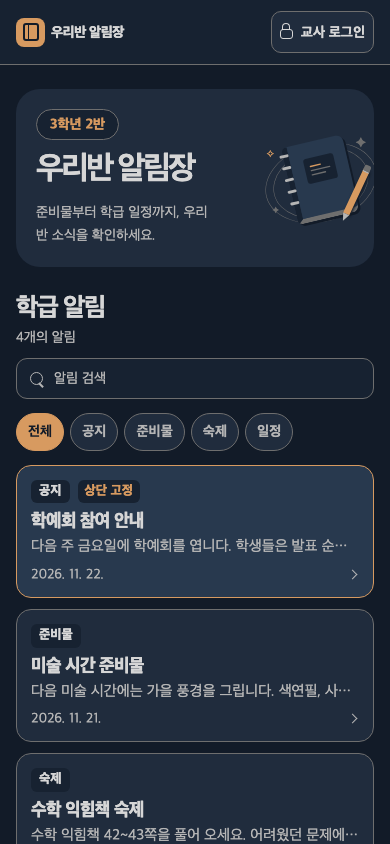 우리반 알림장
교사 로그인
3학년 2반
우리반 알림장
준비물부터 학급 일정까지, 우리
반 소식을 확인하세요.
학급 알림
4개의 알림
알림 검색
전체
공지
준비물
숙제
일정
공지
상단 고정
학예회 참여 안내
다음 주 금요일에 학예회를 엽니다. 학생들은 발표 순…
2026. 11. 22.
준비물
미술 시간 준비물
다음 미술 시간에는 가을 풍경을 그립니다. 색연필, 사…
2026. 11. 21.
숙제
수학 익힘책 숙제
수학 익힘책 42~43쪽을 풀어 오세요. 어려웠던 문제에…